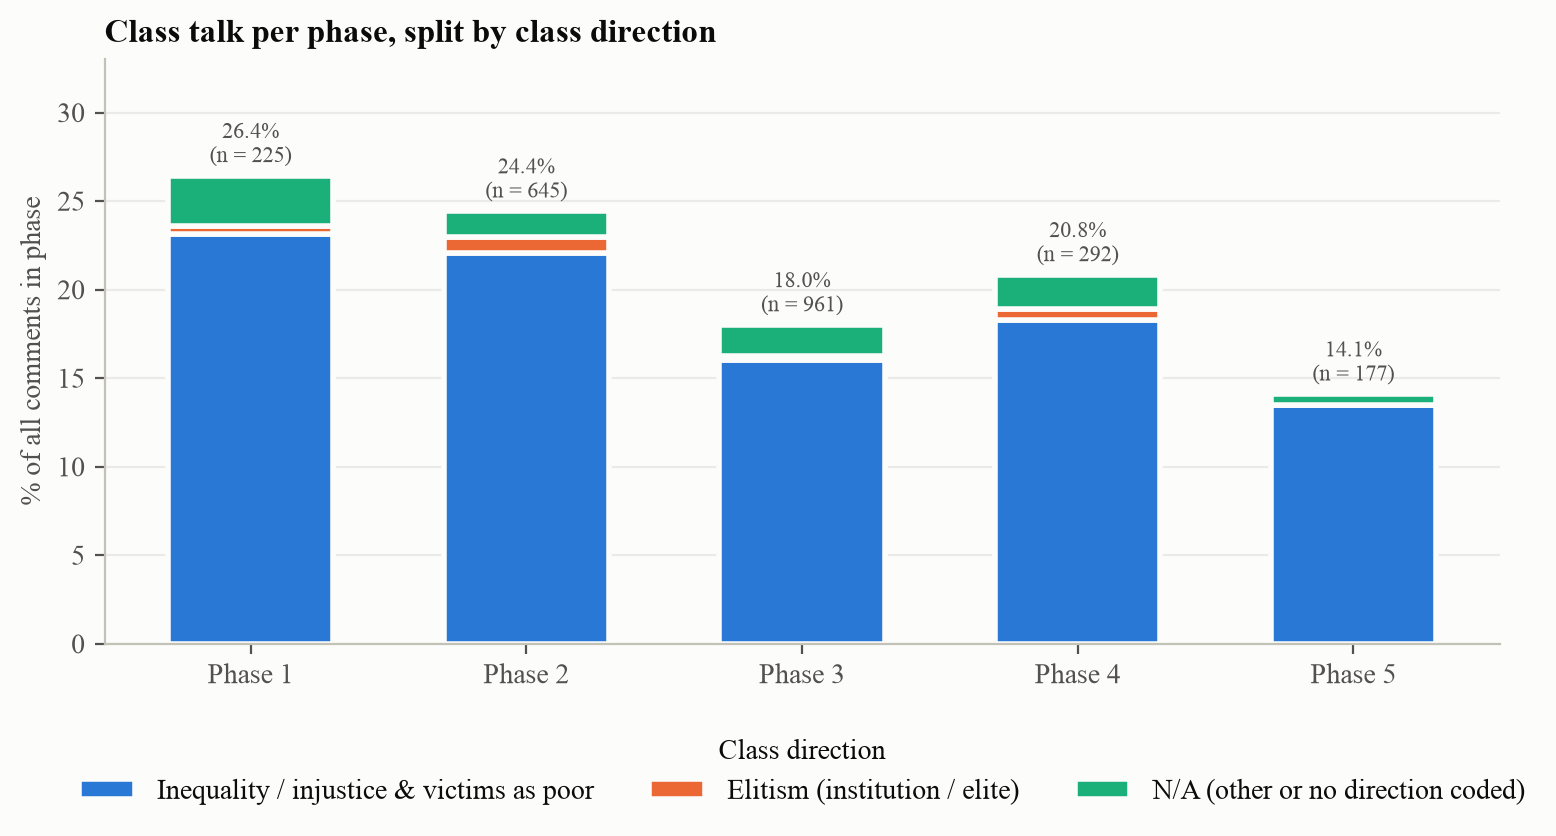 Class talk per phase, split by class direction
% of all comments in phase
30
25
20
15
10
5
0
26.4%
(n = 225)
24.4%
(n = 645)
18.0%
(n = 961)
20.8%
(n = 292)
14.1%
(n = 177)
Phase 1
Phase 2
Phase 3
Phase 4
Phase 5
Class direction
Inequality / injustice & victims as poor
Elitism (institution / elite)
N/A (other or no direction coded)